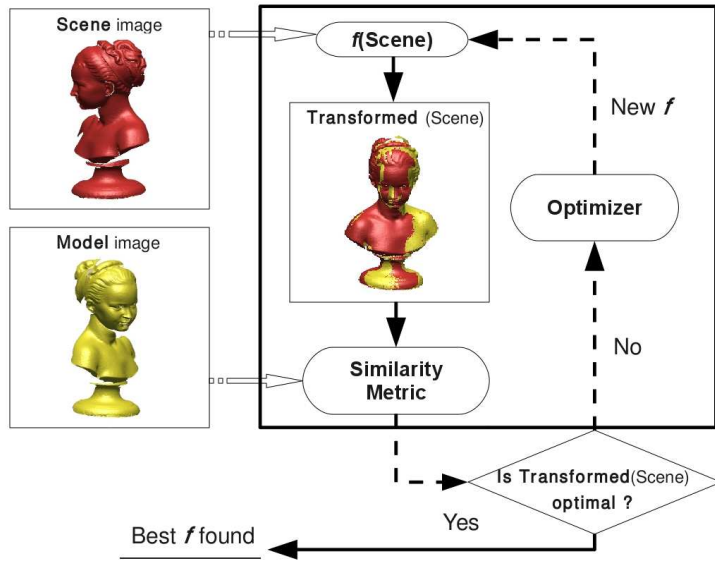 Scene image
f(Scene)
New f
Transformed (Scene)
Optimizer
Model image
No
Similarity
Metric
Is Transformed(Scene)
optimal ?
Yes
Best f found